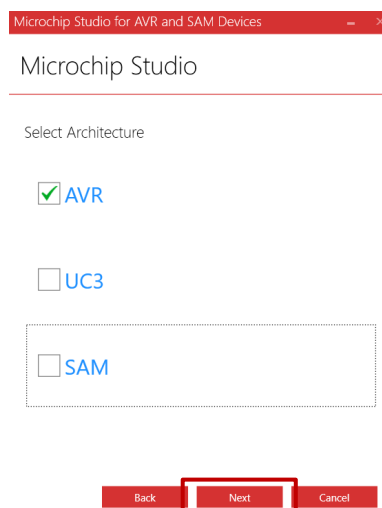 Microchip Studio for AVR and SAM Devices
Microchip Studio
Select Architecture
AVR
UC3
SAM
Back Next Cancel